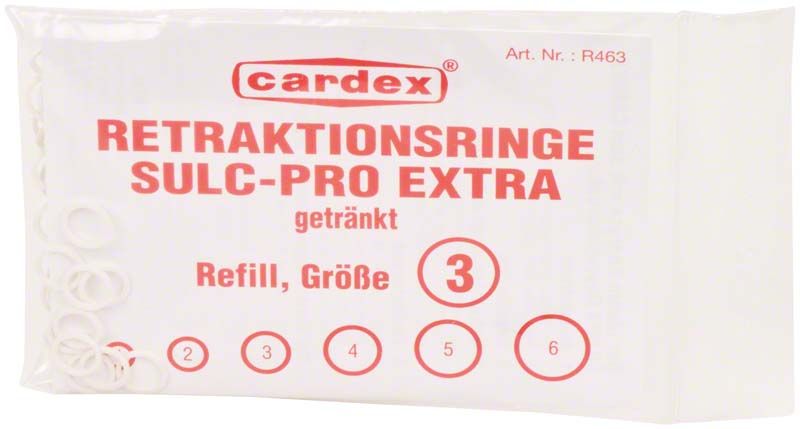 Art. Nr. : R463
cardex®
RETRAKTIONSRINGE
SULC-PRO EXTRA
getränkt
Refill, Größe 3
2 3 4 5 6